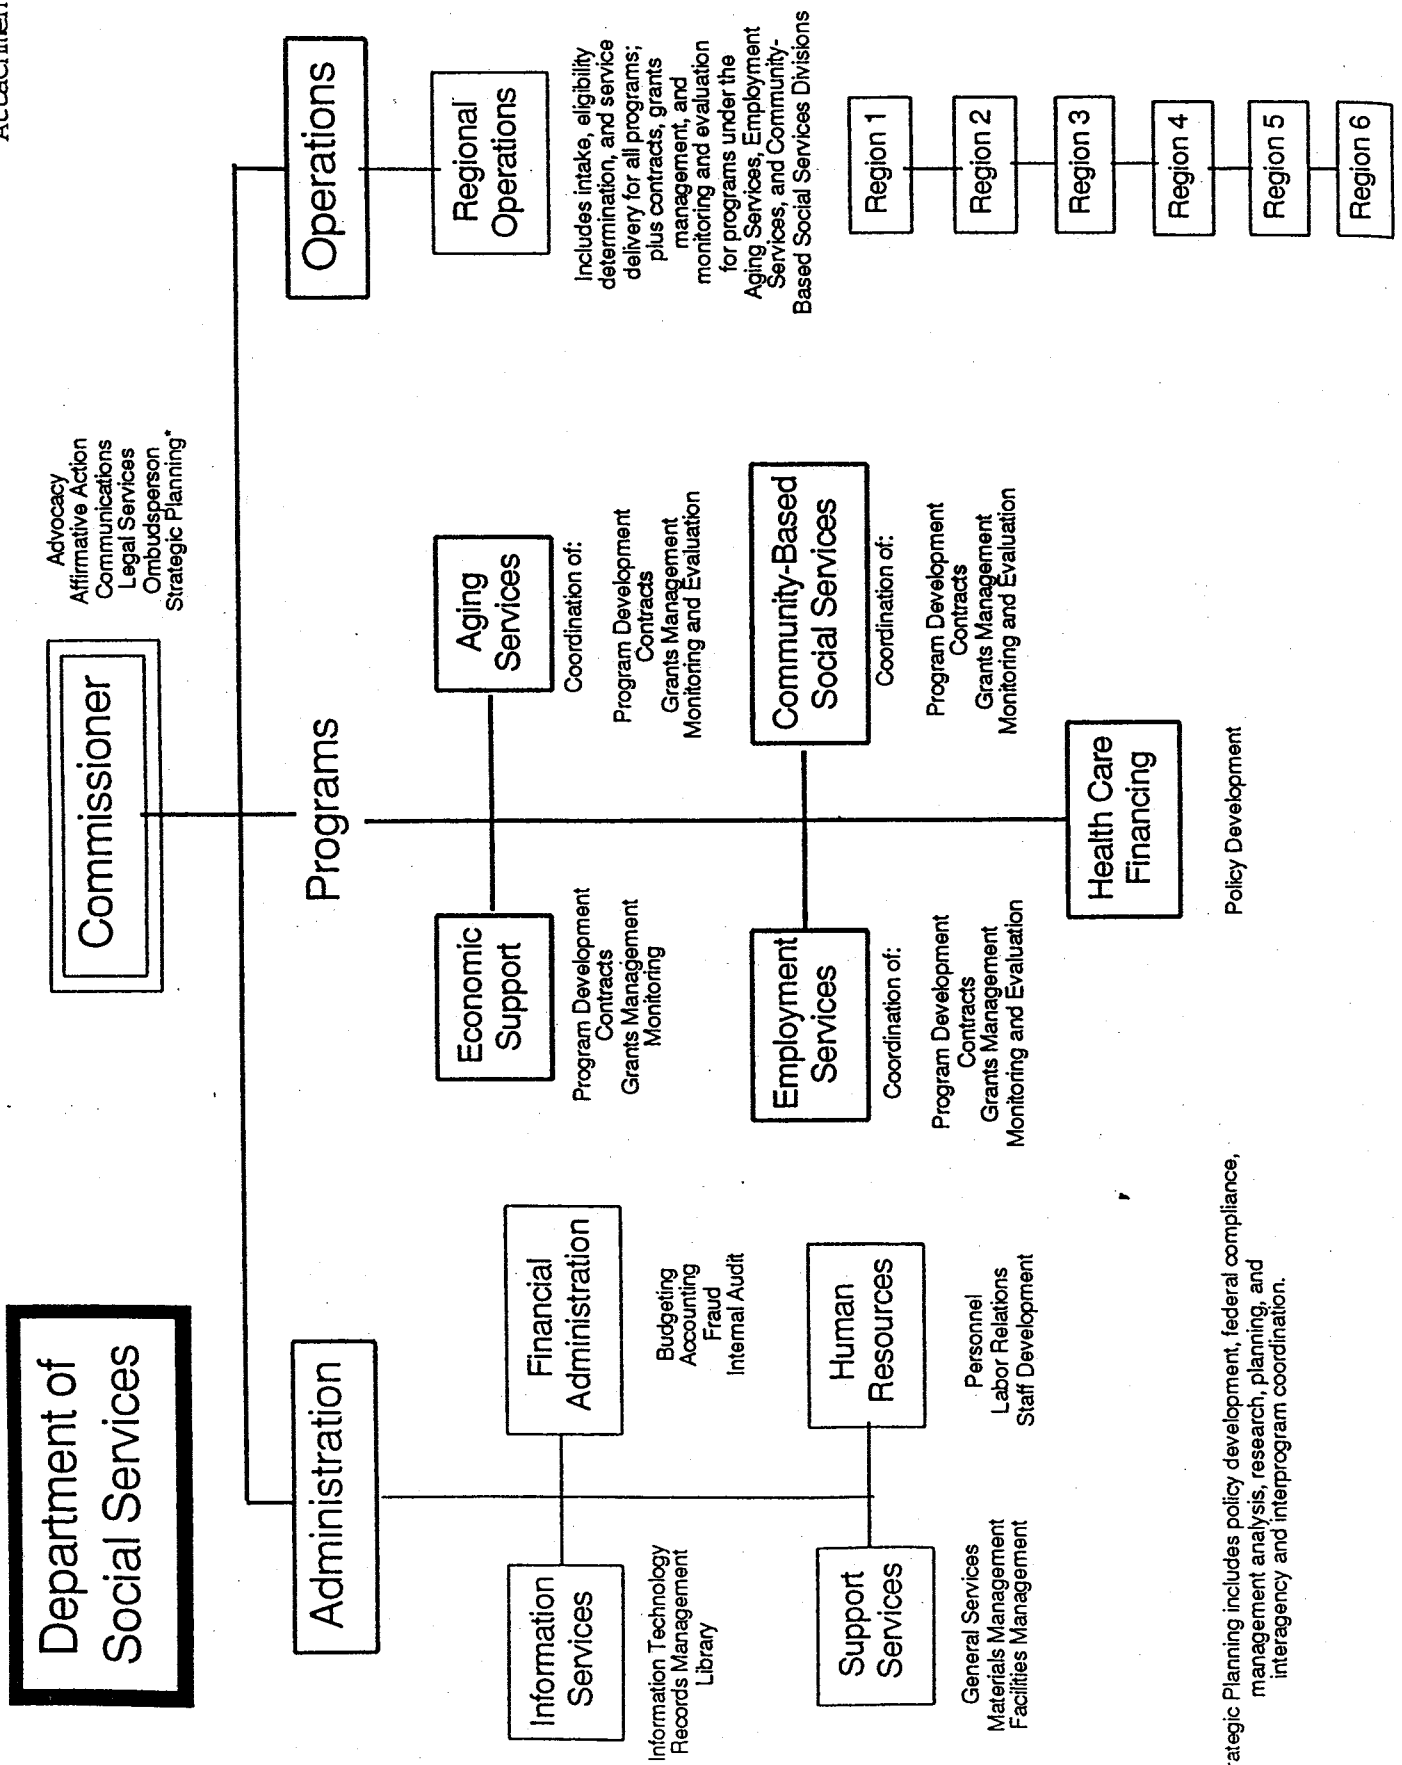 Department of
Social Services
Commissioner
Advocacy
Affirmative Action
Communications
Legal Services
Ombudsperson
Strategic Planning*
Administration
Programs
Operations
Information
Services
Information Technology
Records Management
Library
Financial
Administration
Budgeting
Accounting
Fraud
Internal Audit
Support
Services
General Services
Materials Management
Facilities Management
Human
Resources
Personnel
Labor Relations
Staff Development
Economic
Support
Program Development
Contracts
Grants Management
Monitoring
Aging
Services
Coordination of:
Program Development
Contracts
Grants Management
Monitoring and Evaluation
Employment
Services
Coordination of:
Program Development
Contracts
Grants Management
Monitoring and Evaluation
Community-Based
Social Services
Coordination of:
Program Development
Contracts
Grants Management
Monitoring and Evaluation
Health Care
Financing
Policy Development
Regional
Operations
Includes intake, eligibility
determination, and service
delivery for all programs;
plus contracts, grants
management, and
monitoring and evaluation
for programs under the
Aging Services, Employment
Services, and Community-
Based Social Services Divisions
Region 1
Region 2
Region 3
Region 4
Region 5
Region 6
Planning includes policy development, federal compliance,
management analysis, research, planning, and
interagency and interprogram coordination.